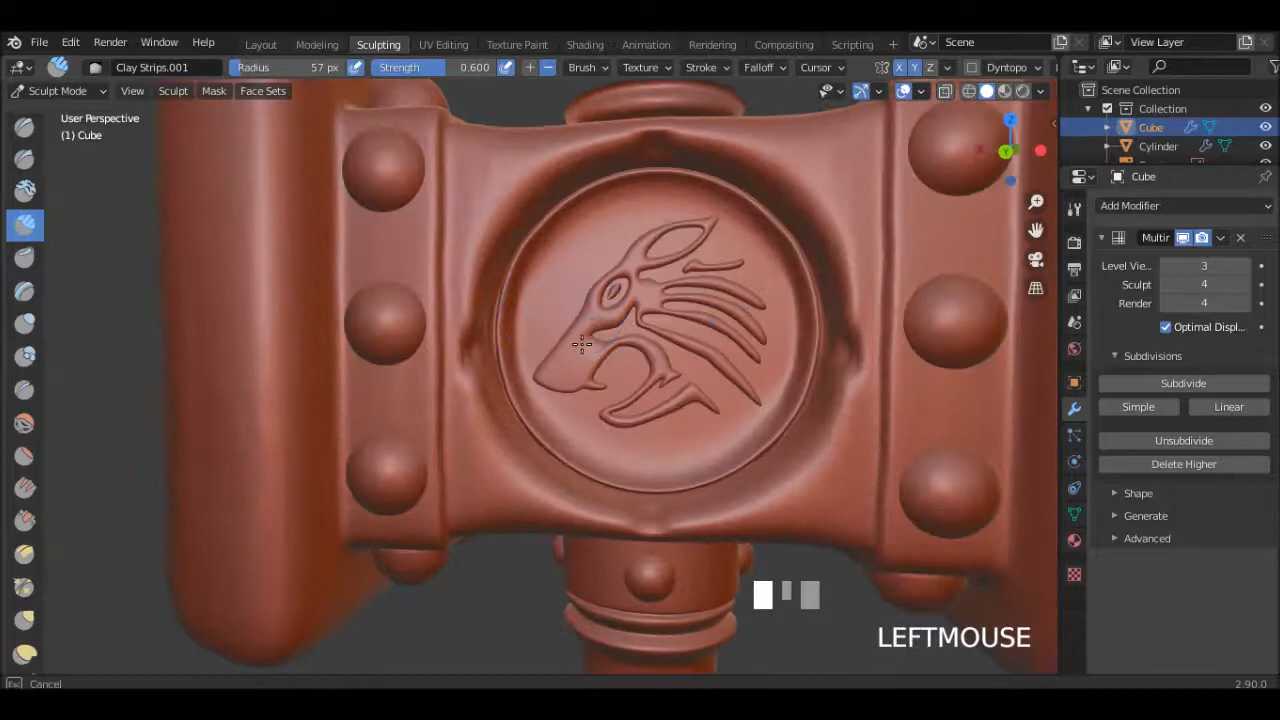 File Edit Render Window Help
Layout Modeling Sculpting UV Editing Texture Paint Shading Animation Rendering Compositing Scripting + Scene View Layer
Clay Strips.001 Radius 57 px Strength 0.600 + − Brush Texture Stroke Falloff Cursor X Y Z Dyntopo
Sculpt Mode View Sculpt Mask Face Sets
User Perspective
(1) Cube
Z
Y
Scene Collection
Collection
Cube
Cylinder
Cube
Add Modifier
Multir
Level Vie... 3
Sculpt 4
Render 4
Optimal Displ...
Subdivisions
Subdivide
Simple Linear
Unsubdivide
Delete Higher
Shape
Generate
Advanced
LEFTMOUSE
Esc Cancel 2.90.0